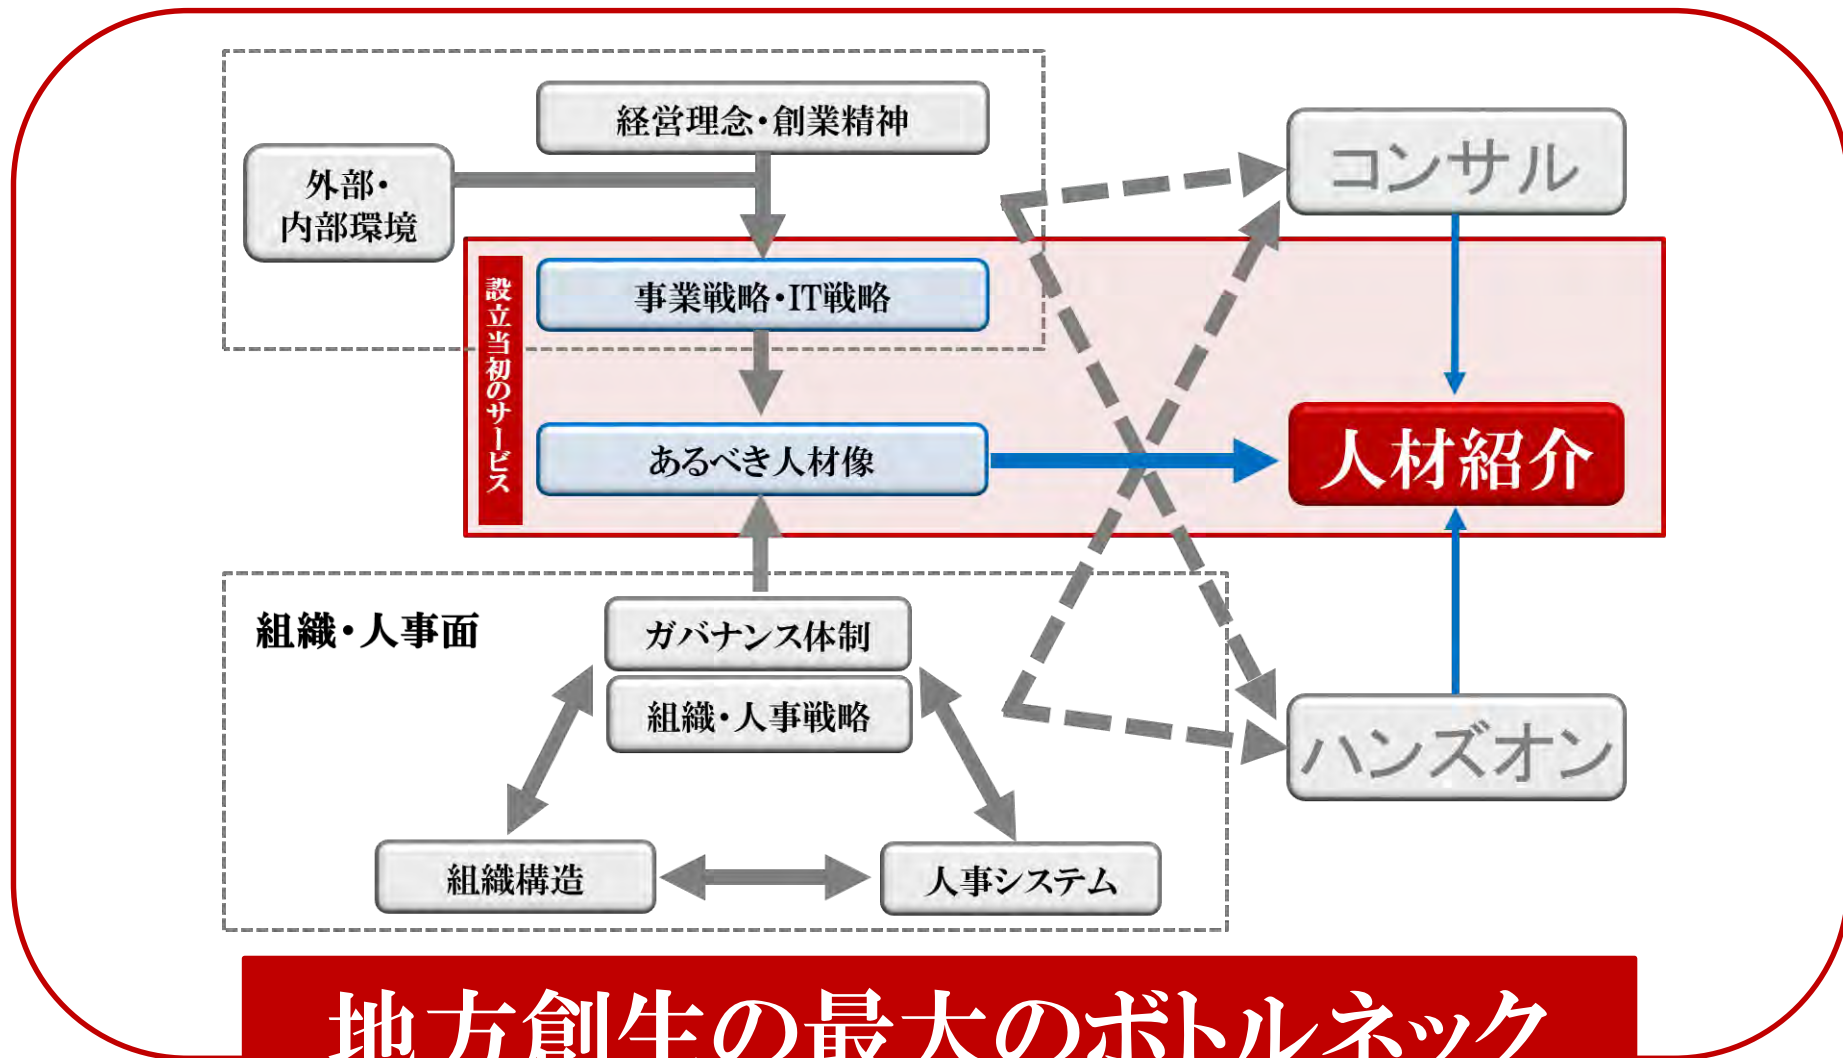 経営理念・創業精神
外部・
内部環境
コンサル
設立当初のサービス
事業戦略・IT戦略
あるべき人材像
人材紹介
組織・人事面
ガバナンス体制
組織・人事戦略
ハンズオン
組織構造
人事システム
地方創生の最大のボトルネック